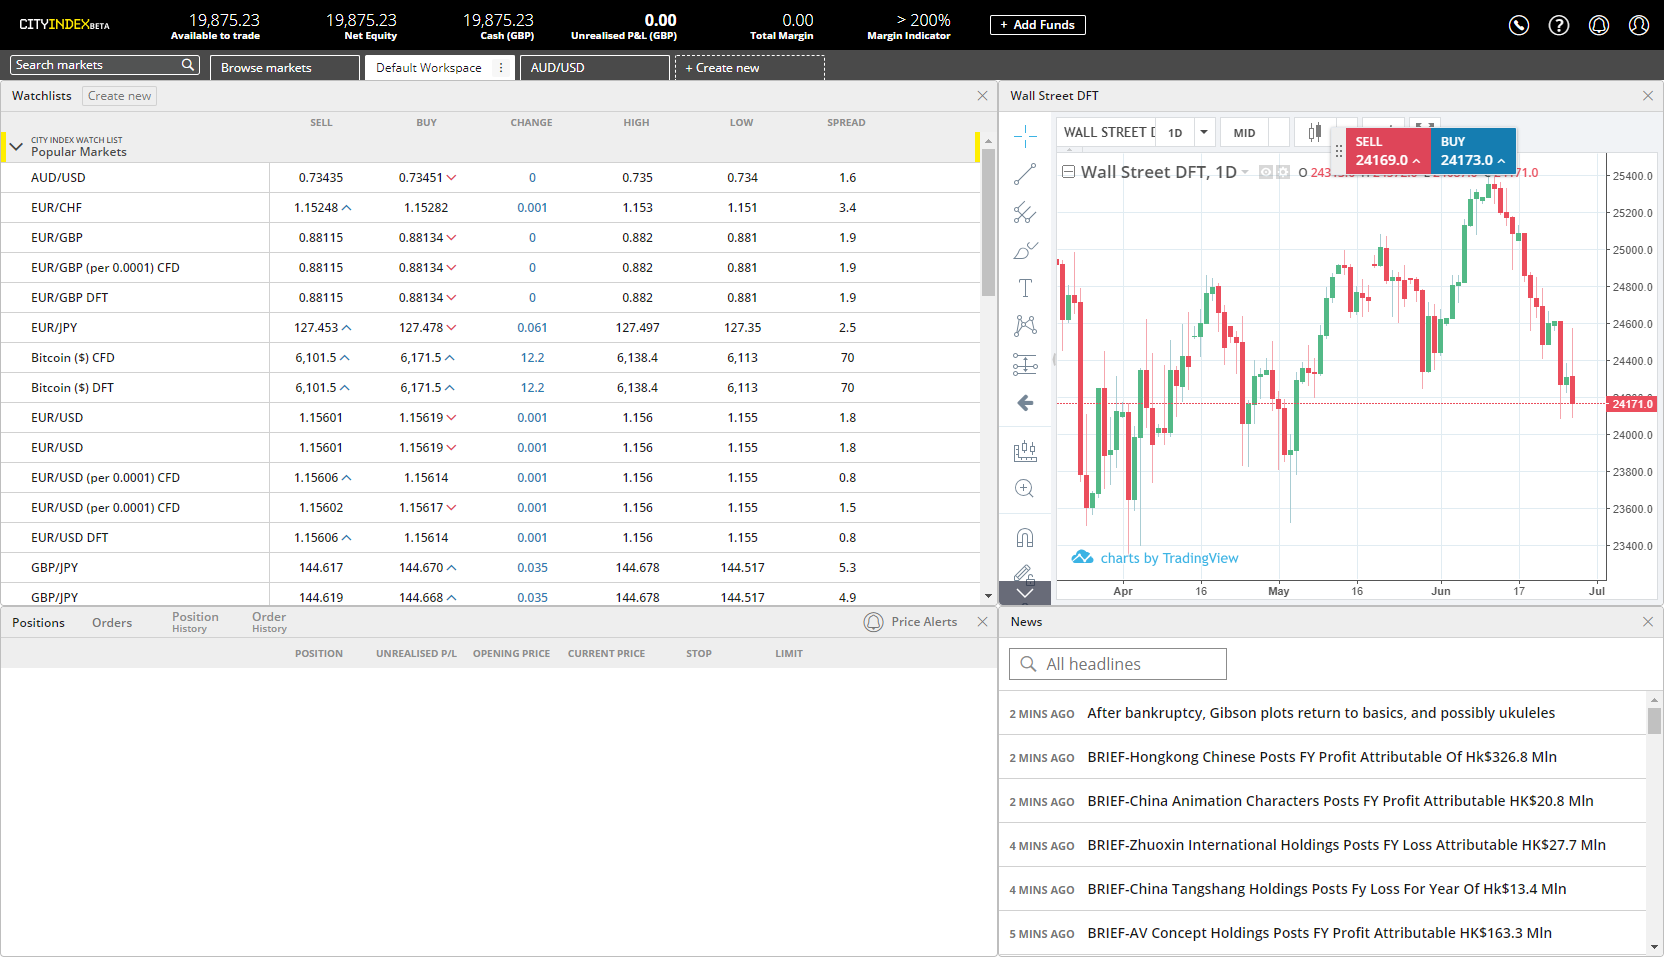 CITYINDEXBETA
19,875.23
Available to trade
19,875.23
Net Equity
19,875.23
Cash (GBP)
0.00
Unrealised P&L (GBP)
0.00
Total Margin
> 200%
Margin Indicator
+ Add Funds
Search markets
Browse markets
Default Workspace
AUD/USD
+ Create new
Watchlists Create new
SELL BUY CHANGE HIGH LOW SPREAD
CITY INDEX WATCH LIST
Popular Markets
AUD/USD 0.73435 0.73451 0 0.735 0.734 1.6
EUR/CHF 1.15248 1.15282 0.001 1.153 1.151 3.4
EUR/GBP 0.88115 0.88134 0 0.882 0.881 1.9
EUR/GBP (per 0.0001) CFD 0.88115 0.88134 0 0.882 0.881 1.9
EUR/GBP DFT 0.88115 0.88134 0 0.882 0.881 1.9
EUR/JPY 127.453 127.478 0.061 127.497 127.35 2.5
Bitcoin ($) CFD 6,101.5 6,171.5 12.2 6,138.4 6,113 70
Bitcoin ($) DFT 6,101.5 6,171.5 12.2 6,138.4 6,113 70
EUR/USD 1.15601 1.15619 0.001 1.156 1.155 1.8
EUR/USD 1.15601 1.15619 0.001 1.156 1.155 1.8
EUR/USD (per 0.0001) CFD 1.15606 1.15614 0.001 1.156 1.155 0.8
EUR/USD (per 0.0001) CFD 1.15602 1.15617 0.001 1.156 1.155 1.5
EUR/USD DFT 1.15606 1.15614 0.001 1.156 1.155 0.8
GBP/JPY 144.617 144.670 0.035 144.678 144.517 5.3
GBP/JPY 144.619 144.668 0.035 144.678 144.517 4.9
Wall Street DFT
WALL STREET 1D MID
SELL
24169.0
BUY
24173.0
Wall Street DFT, 1D O
25400.0
25200.0
25000.0
24800.0
24600.0
24400.0
24171.0
24000.0
23800.0
23600.0
23400.0
charts by TradingView
Apr 16 May 16 Jun 17 Jul
Positions Orders Position History Order History Price Alerts
POSITION UNREALISED P/L OPENING PRICE CURRENT PRICE STOP LIMIT
News
All headlines
2 MINS AGO After bankruptcy, Gibson plots return to basics, and possibly ukuleles
2 MINS AGO BRIEF-Hongkong Chinese Posts FY Profit Attributable Of Hk$326.8 Mln
2 MINS AGO BRIEF-China Animation Characters Posts FY Profit Attributable HK$20.8 Mln
4 MINS AGO BRIEF-Zhuoxin International Holdings Posts FY Loss Attributable HK$27.7 Mln
4 MINS AGO BRIEF-China Tangshang Holdings Posts Fy Loss For Year Of Hk$13.4 Mln
5 MINS AGO BRIEF-AV Concept Holdings Posts FY Profit Attributable HK$163.3 Mln